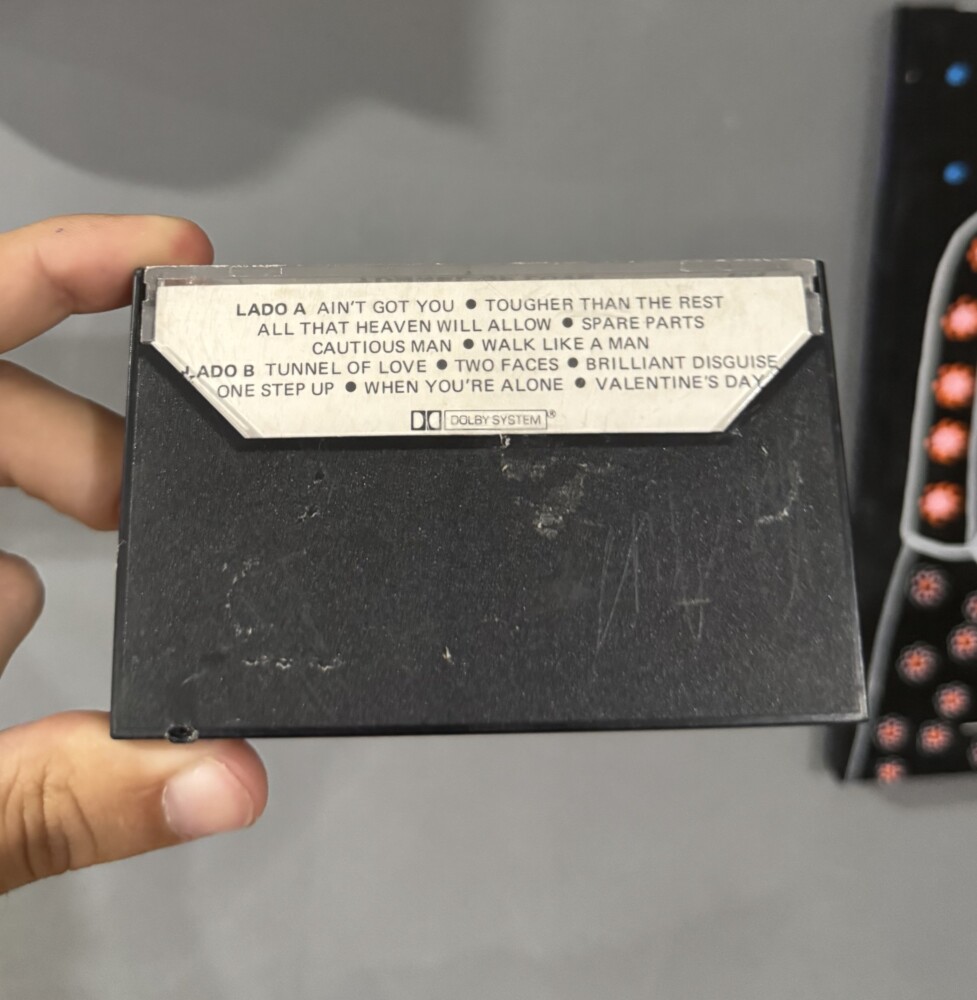 LADO A AIN'T GOT YOU ● TOUGHER THAN THE REST
ALL THAT HEAVEN WILL ALLOW ● SPARE PARTS
CAUTIOUS MAN ● WALK LIKE A MAN
LADO B TUNNEL OF LOVE ● TWO FACES ● BRILLIANT DISGUISE
ONE STEP UP ● WHEN YOU'RE ALONE ● VALENTINE'S DAY
DOLBY SYSTEM®